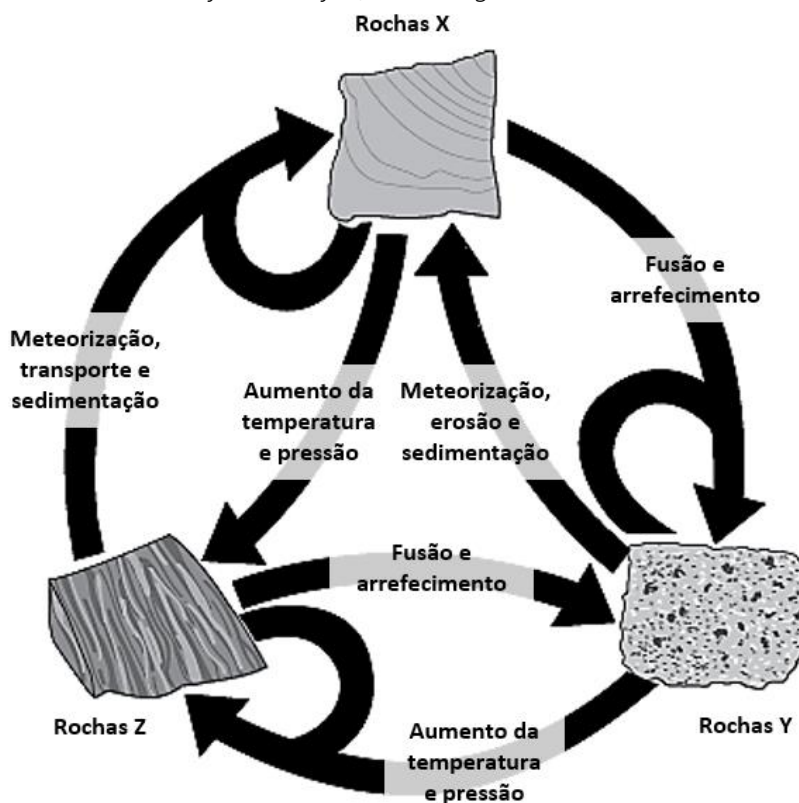 Rochas X
Fusão e
arrefecimento
Meteorização,
transporte e
sedimentação
Aumento da
temperatura
e pressão
Meteorização,
erosão e
sedimentação
Fusão e
arrefecimento
Rochas Z
Rochas Y
Aumento da
temperatura
e pressão